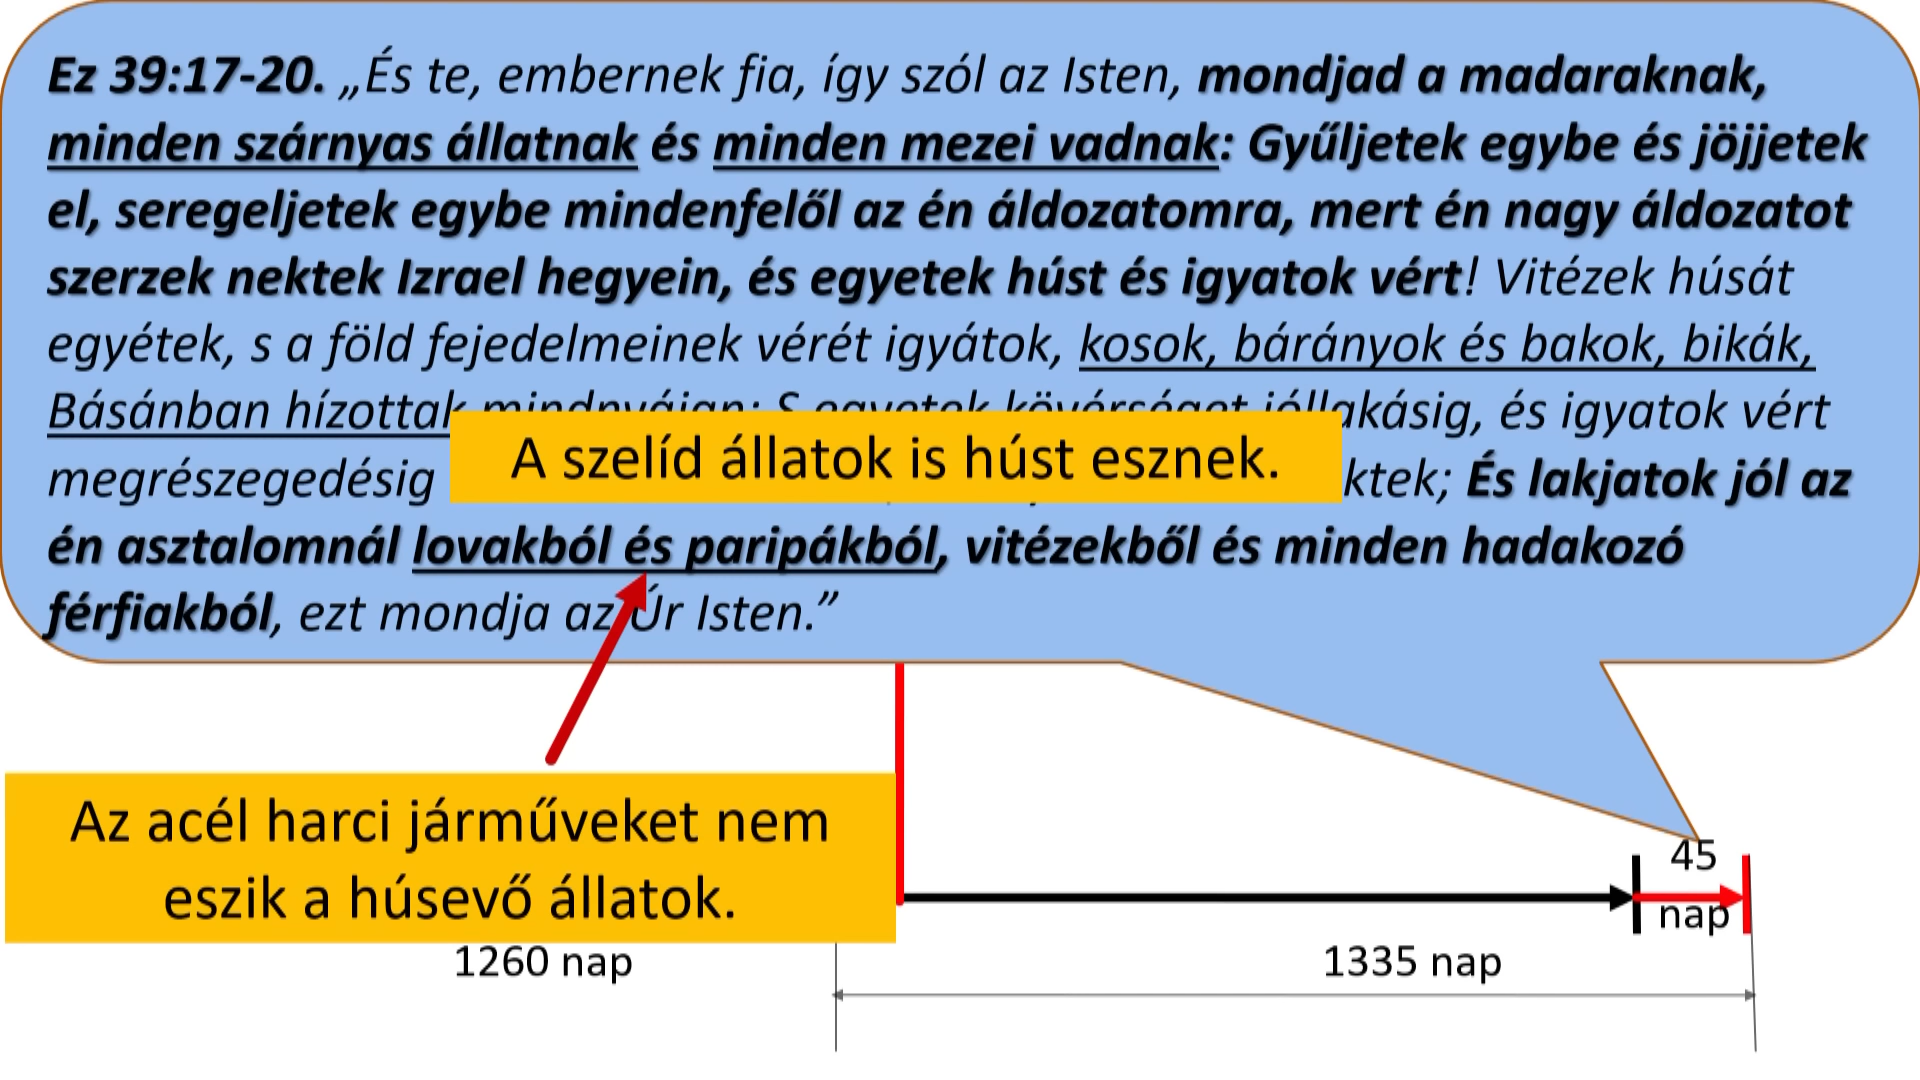 Ez 39:17-20. „És te, embernek fia, így szól az Isten, mondjad a madaraknak,
minden szárnyas állatnak és minden mezei vadnak: Gyűljetek egybe és jöjjetek
el, seregeljetek egybe mindenfelől az én áldozatomra, mert én nagy áldozatot
szerzek nektek Izrael hegyein, és egyetek húst és igyatok vért! Vitézek húsát
egyétek, s a föld fejedelmeinek vérét igyátok, kosok, bárányok és bakok, bikák,
Básánban hízottak mindnyájan: S egyetek kövérséget jóllakásig, és igyatok vért
A szelíd állatok is húst esznek.
megrészegedésig ktek; És lakjatok jól az
én asztalomnál lovakból és paripákból, vitézekből és minden hadakozó
férfiakból, ezt mondja az Úr Isten.”
Az acél harci járműveket nem
eszik a húsevő állatok.
45
nap
1260 nap
1335 nap